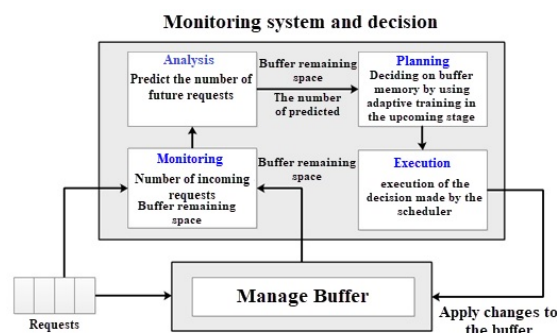 Monitoring system and decision
Analysis
Predict the number of
future requests
Buffer remaining
space
The number
of predicted
Planning
Deciding on buffer
memory by using
adaptive training in
the upcoming stage
Monitoring
Number of incoming
requests
Buffer remaining
space
Buffer remaining
space
Execution
execution of the
decision made by the
scheduler
Manage Buffer
Requests
Apply changes to
the buffer